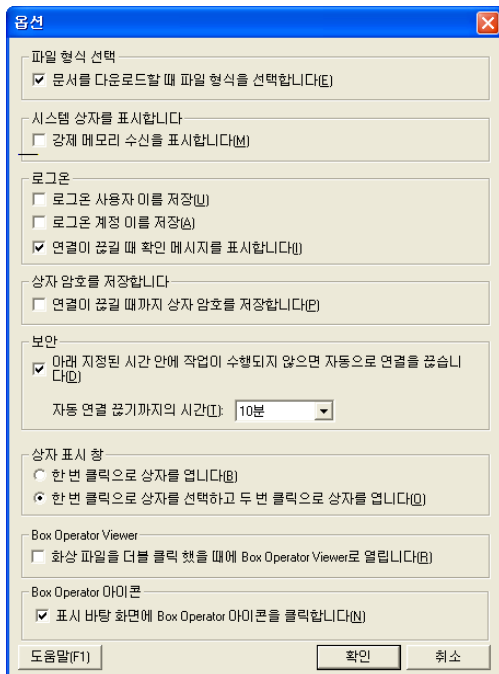 옵션
파일 형식 선택
문서를 다운로드할 때 파일 형식을 선택합니다(E)
시스템 상자를 표시합니다
강제 메모리 수신을 표시합니다(M)
로그온
로그온 사용자 이름 저장(U)
로그온 계정 이름 저장(A)
연결이 끊길 때 확인 메시지를 표시합니다(I)
상자 암호를 저장합니다
연결이 끊길 때까지 상자 암호를 저장합니다(P)
보안
아래 지정된 시간 안에 작업이 수행되지 않으면 자동으로 연결을 끊습니
다(D)
자동 연결 끊기까지의 시간(T): 10분
상자 표시 창
한 번 클릭으로 상자를 엽니다(B)
한 번 클릭으로 상자를 선택하고 두 번 클릭으로 상자를 엽니다(O)
Box Operator Viewer
화상 파일을 더블 클릭 했을 때에 Box Operator Viewer로 열립니다(R)
Box Operator 아이콘
표시 바탕 화면에 Box Operator 아이콘을 클릭합니다(N)
도움말(F1) 확인 취소